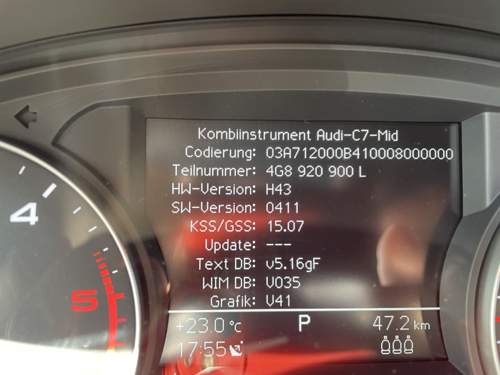 Kombiinstrument Audi-C7-Mid
Codierung: 03A712000B410008000000
Teilnummer: 4G8 920 900 L
HW-Version: H43
SW-Version: 0411
KSS/GSS: 15.07
Update: ---
Text DB: v5.16gF
WIM DB: V035
Grafik: V41
+23.0 °C P 47.2 km
17:55
4
5